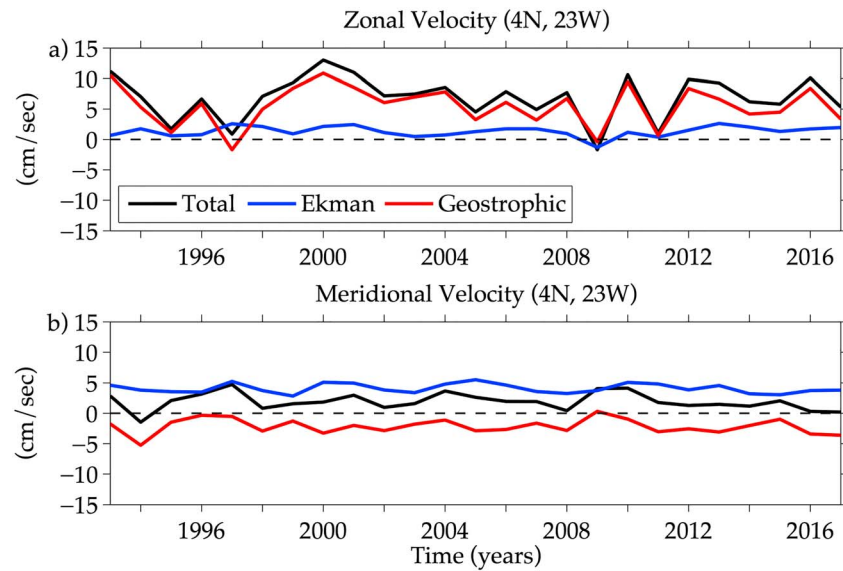 Zonal Velocity (4N, 23W)
a)
15
10
5
0
−5
−10
−15
(cm/sec)
Total Ekman Geostrophic
1996 2000 2004 2008 2012 2016
Meridional Velocity (4N, 23W)
b)
15
10
5
0
−5
−10
−15
(cm/sec)
1996 2000 2004 2008 2012 2016
Time (years)